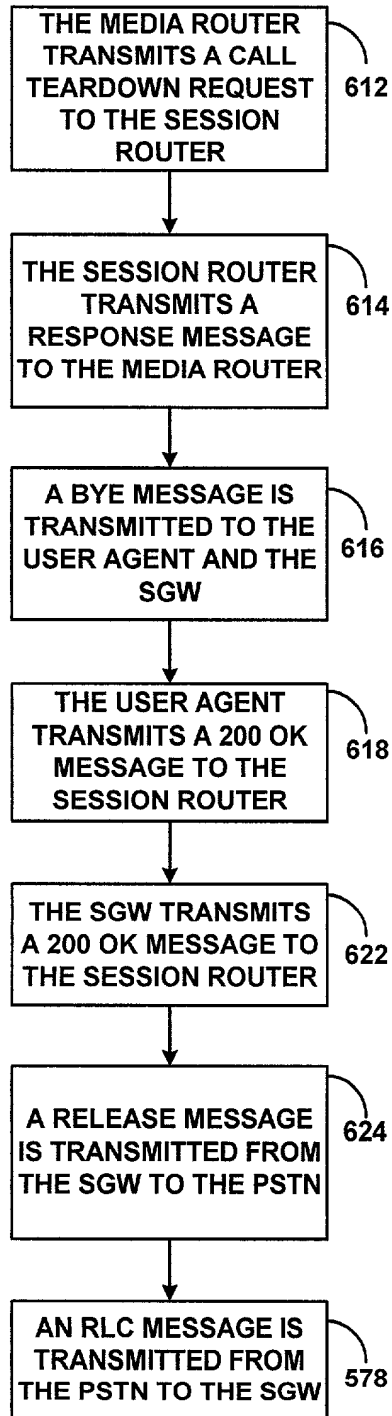 THE MEDIA ROUTER
TRANSMITS A CALL
TEARDOWN REQUEST
TO THE SESSION
ROUTER
612
THE SESSION ROUTER
TRANSMITS A
RESPONSE MESSAGE
TO THE MEDIA ROUTER
614
A BYE MESSAGE IS
TRANSMITTED TO THE
USER AGENT AND THE
SGW
616
THE USER AGENT
TRANSMITS A 200 OK
MESSAGE TO THE
SESSION ROUTER
618
THE SGW TRANSMITS
A 200 OK MESSAGE TO
THE SESSION ROUTER
622
A RELEASE MESSAGE
IS TRANSMITTED FROM
THE SGW TO THE PSTN
624
AN RLC MESSAGE IS
TRANSMITTED FROM
THE PSTN TO THE SGW
578